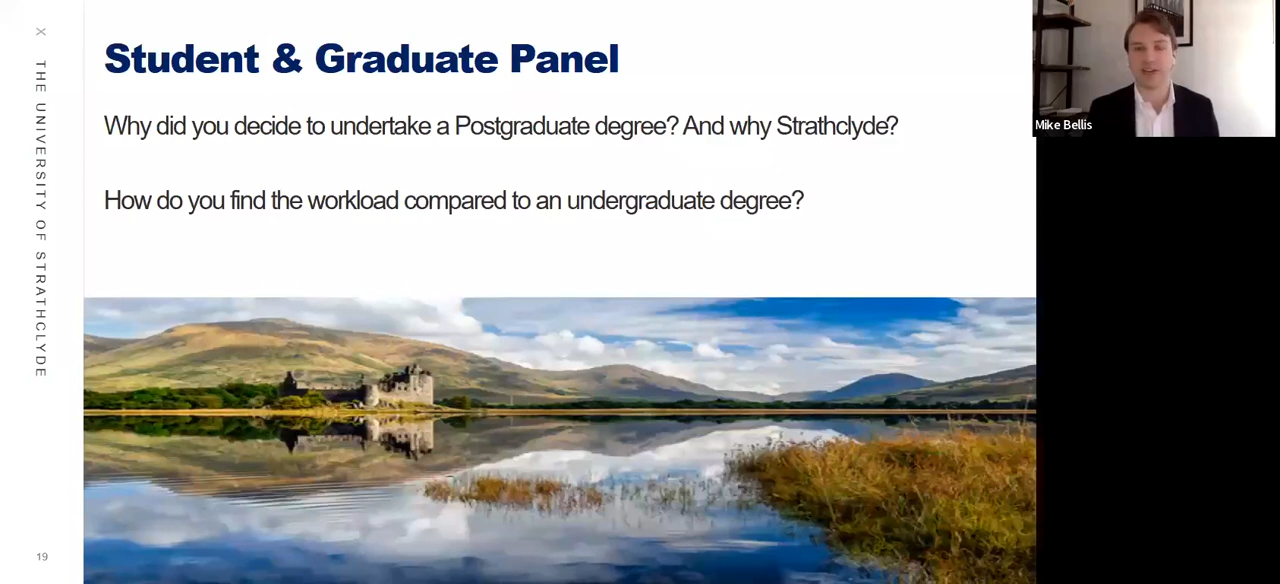 X THE UNIVERSITY OF STRATHCLYDE
Student & Graduate Panel
Why did you decide to undertake a Postgraduate degree? And why Strathclyde?
How do you find the workload compared to an undergraduate degree?
Mike Bellis
19